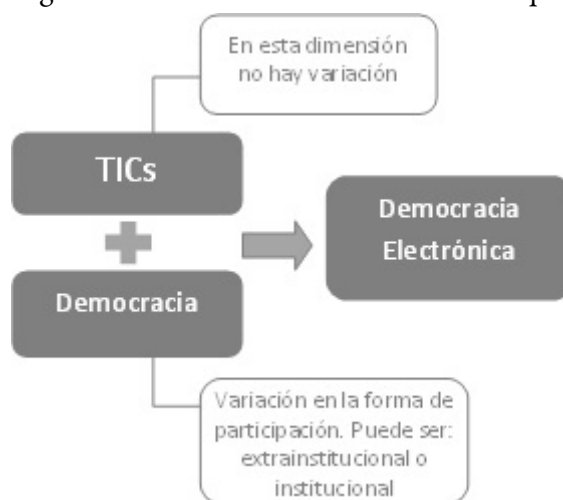 En esta dimensión
no hay variación
TICs
Democracia
Electrónica
Democracia
Variación en la forma de
participación. Puede ser:
extrainstitucional o
institucional